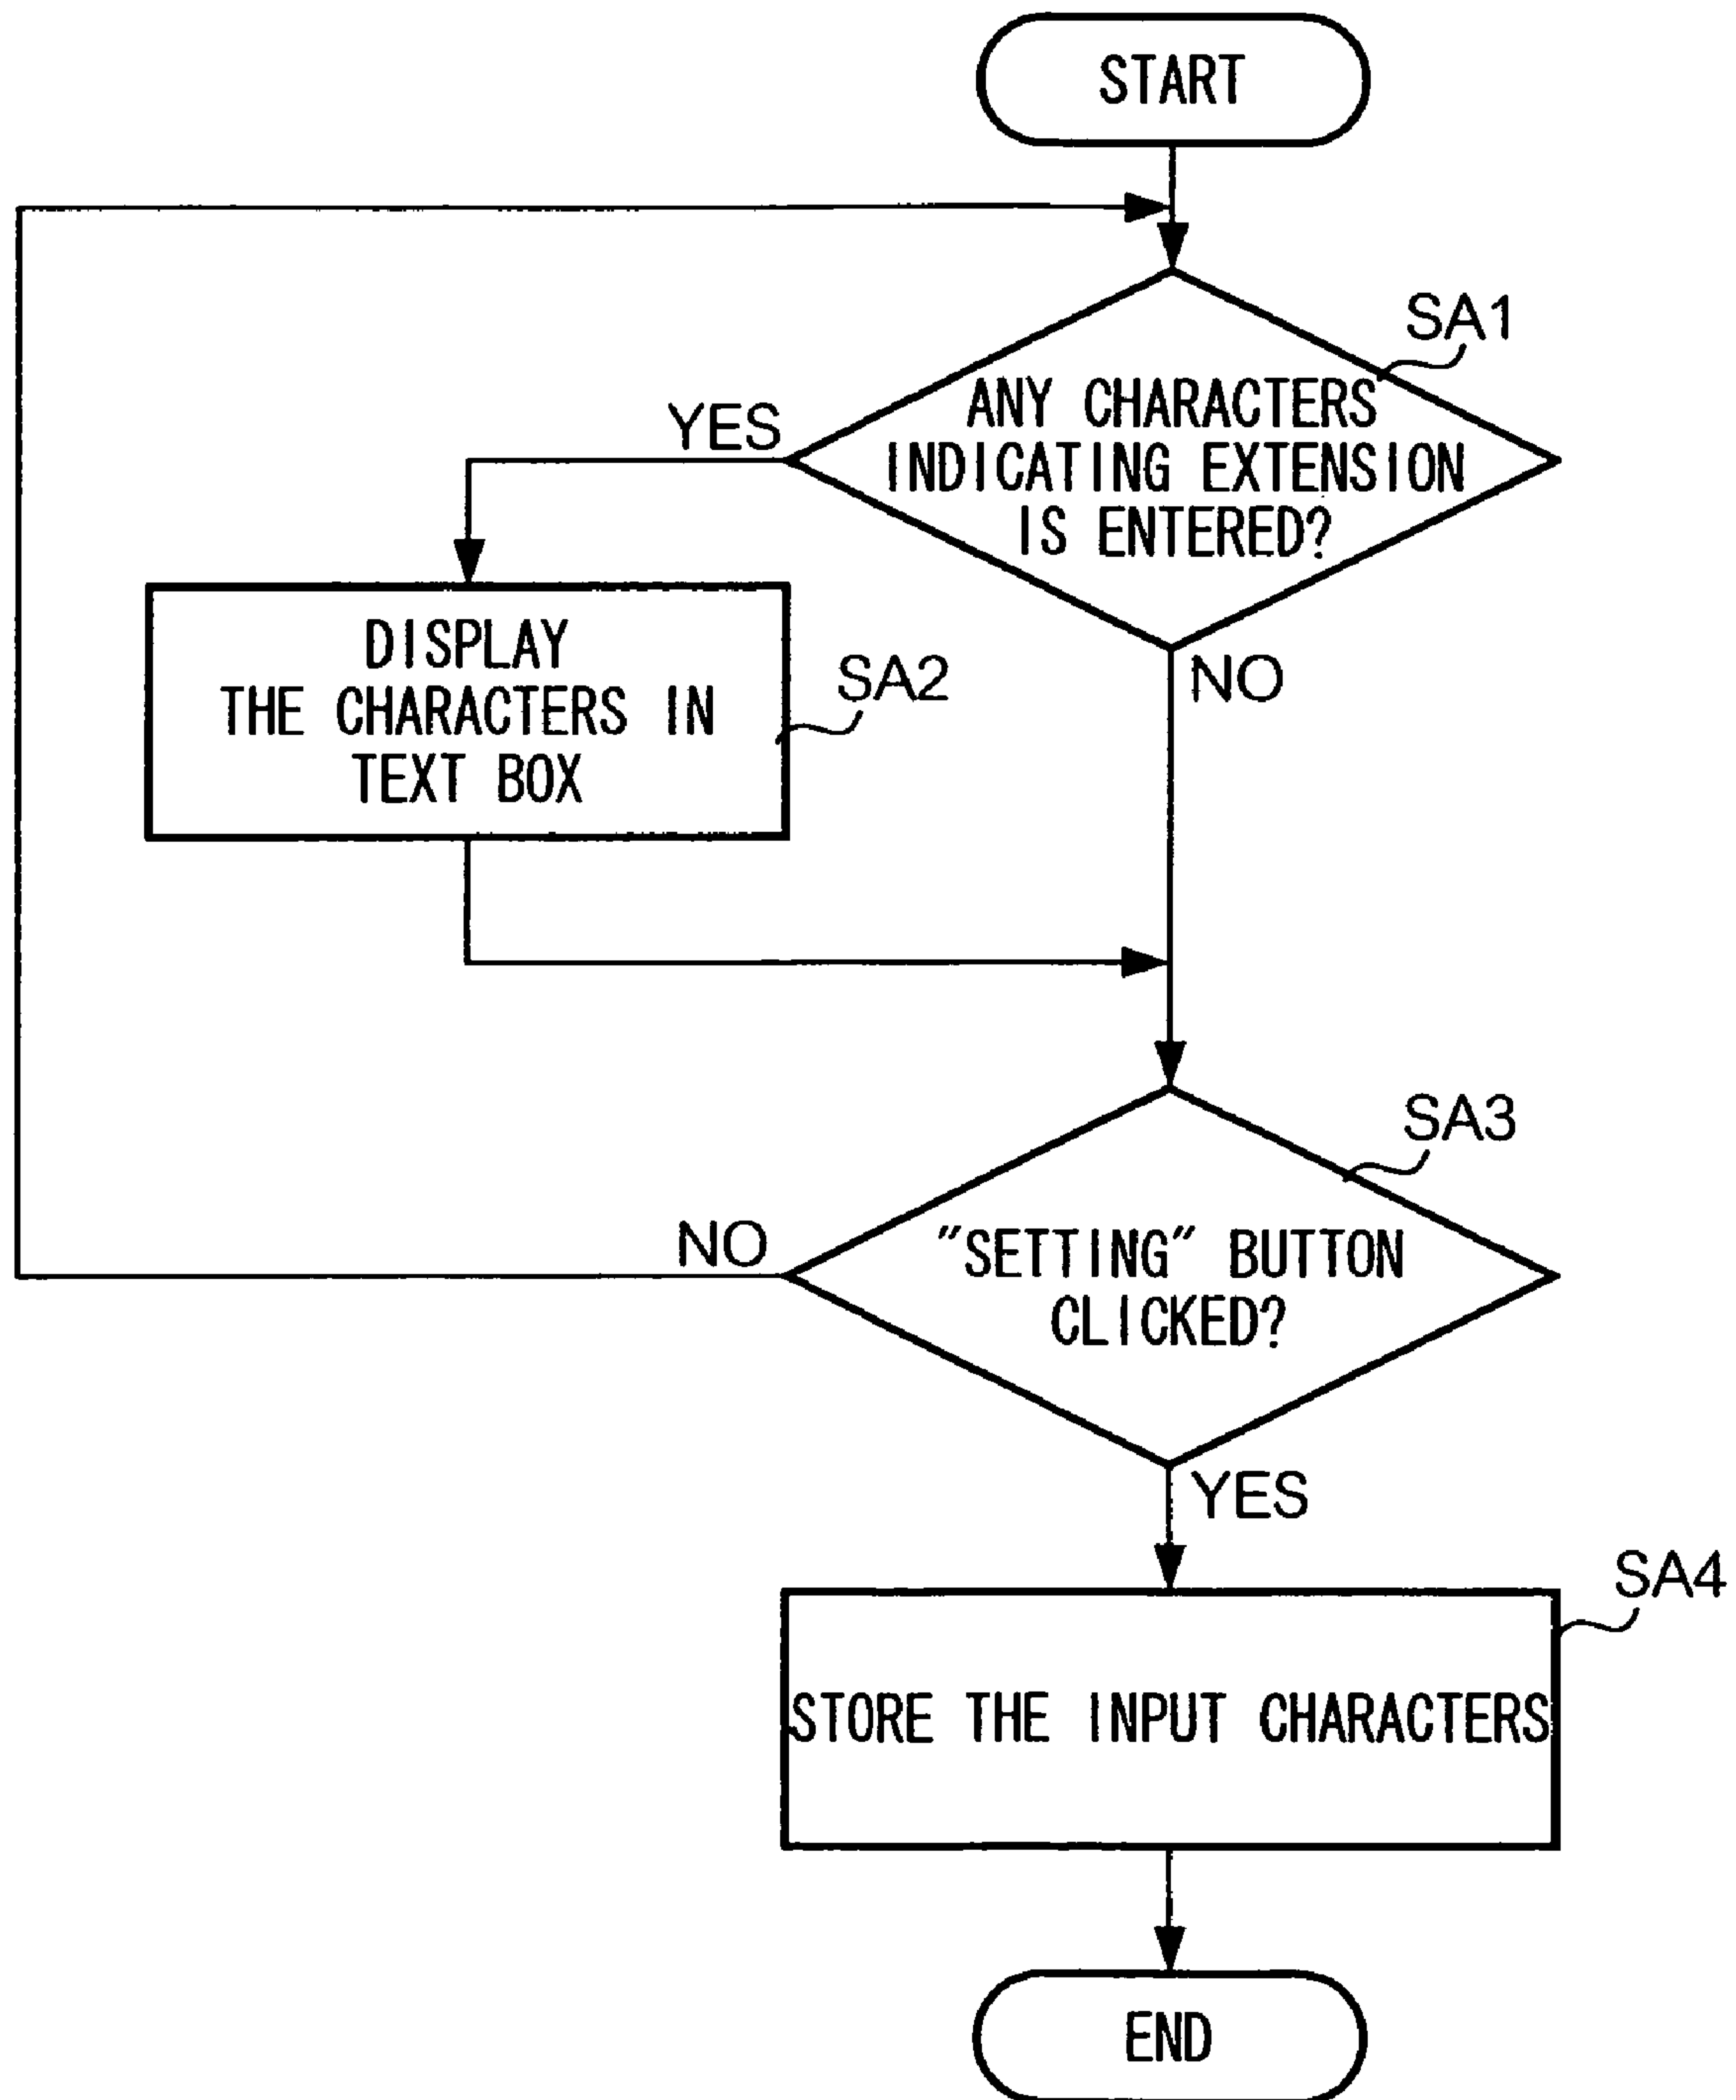 START
SA1
ANY CHARACTERS
INDICATING EXTENSION
IS ENTERED?
YES
NO
DISPLAY
THE CHARACTERS IN
TEXT BOX
SA2
SA3
"SETTING" BUTTON
CLICKED?
NO
YES
SA4
STORE THE INPUT CHARACTERS
END